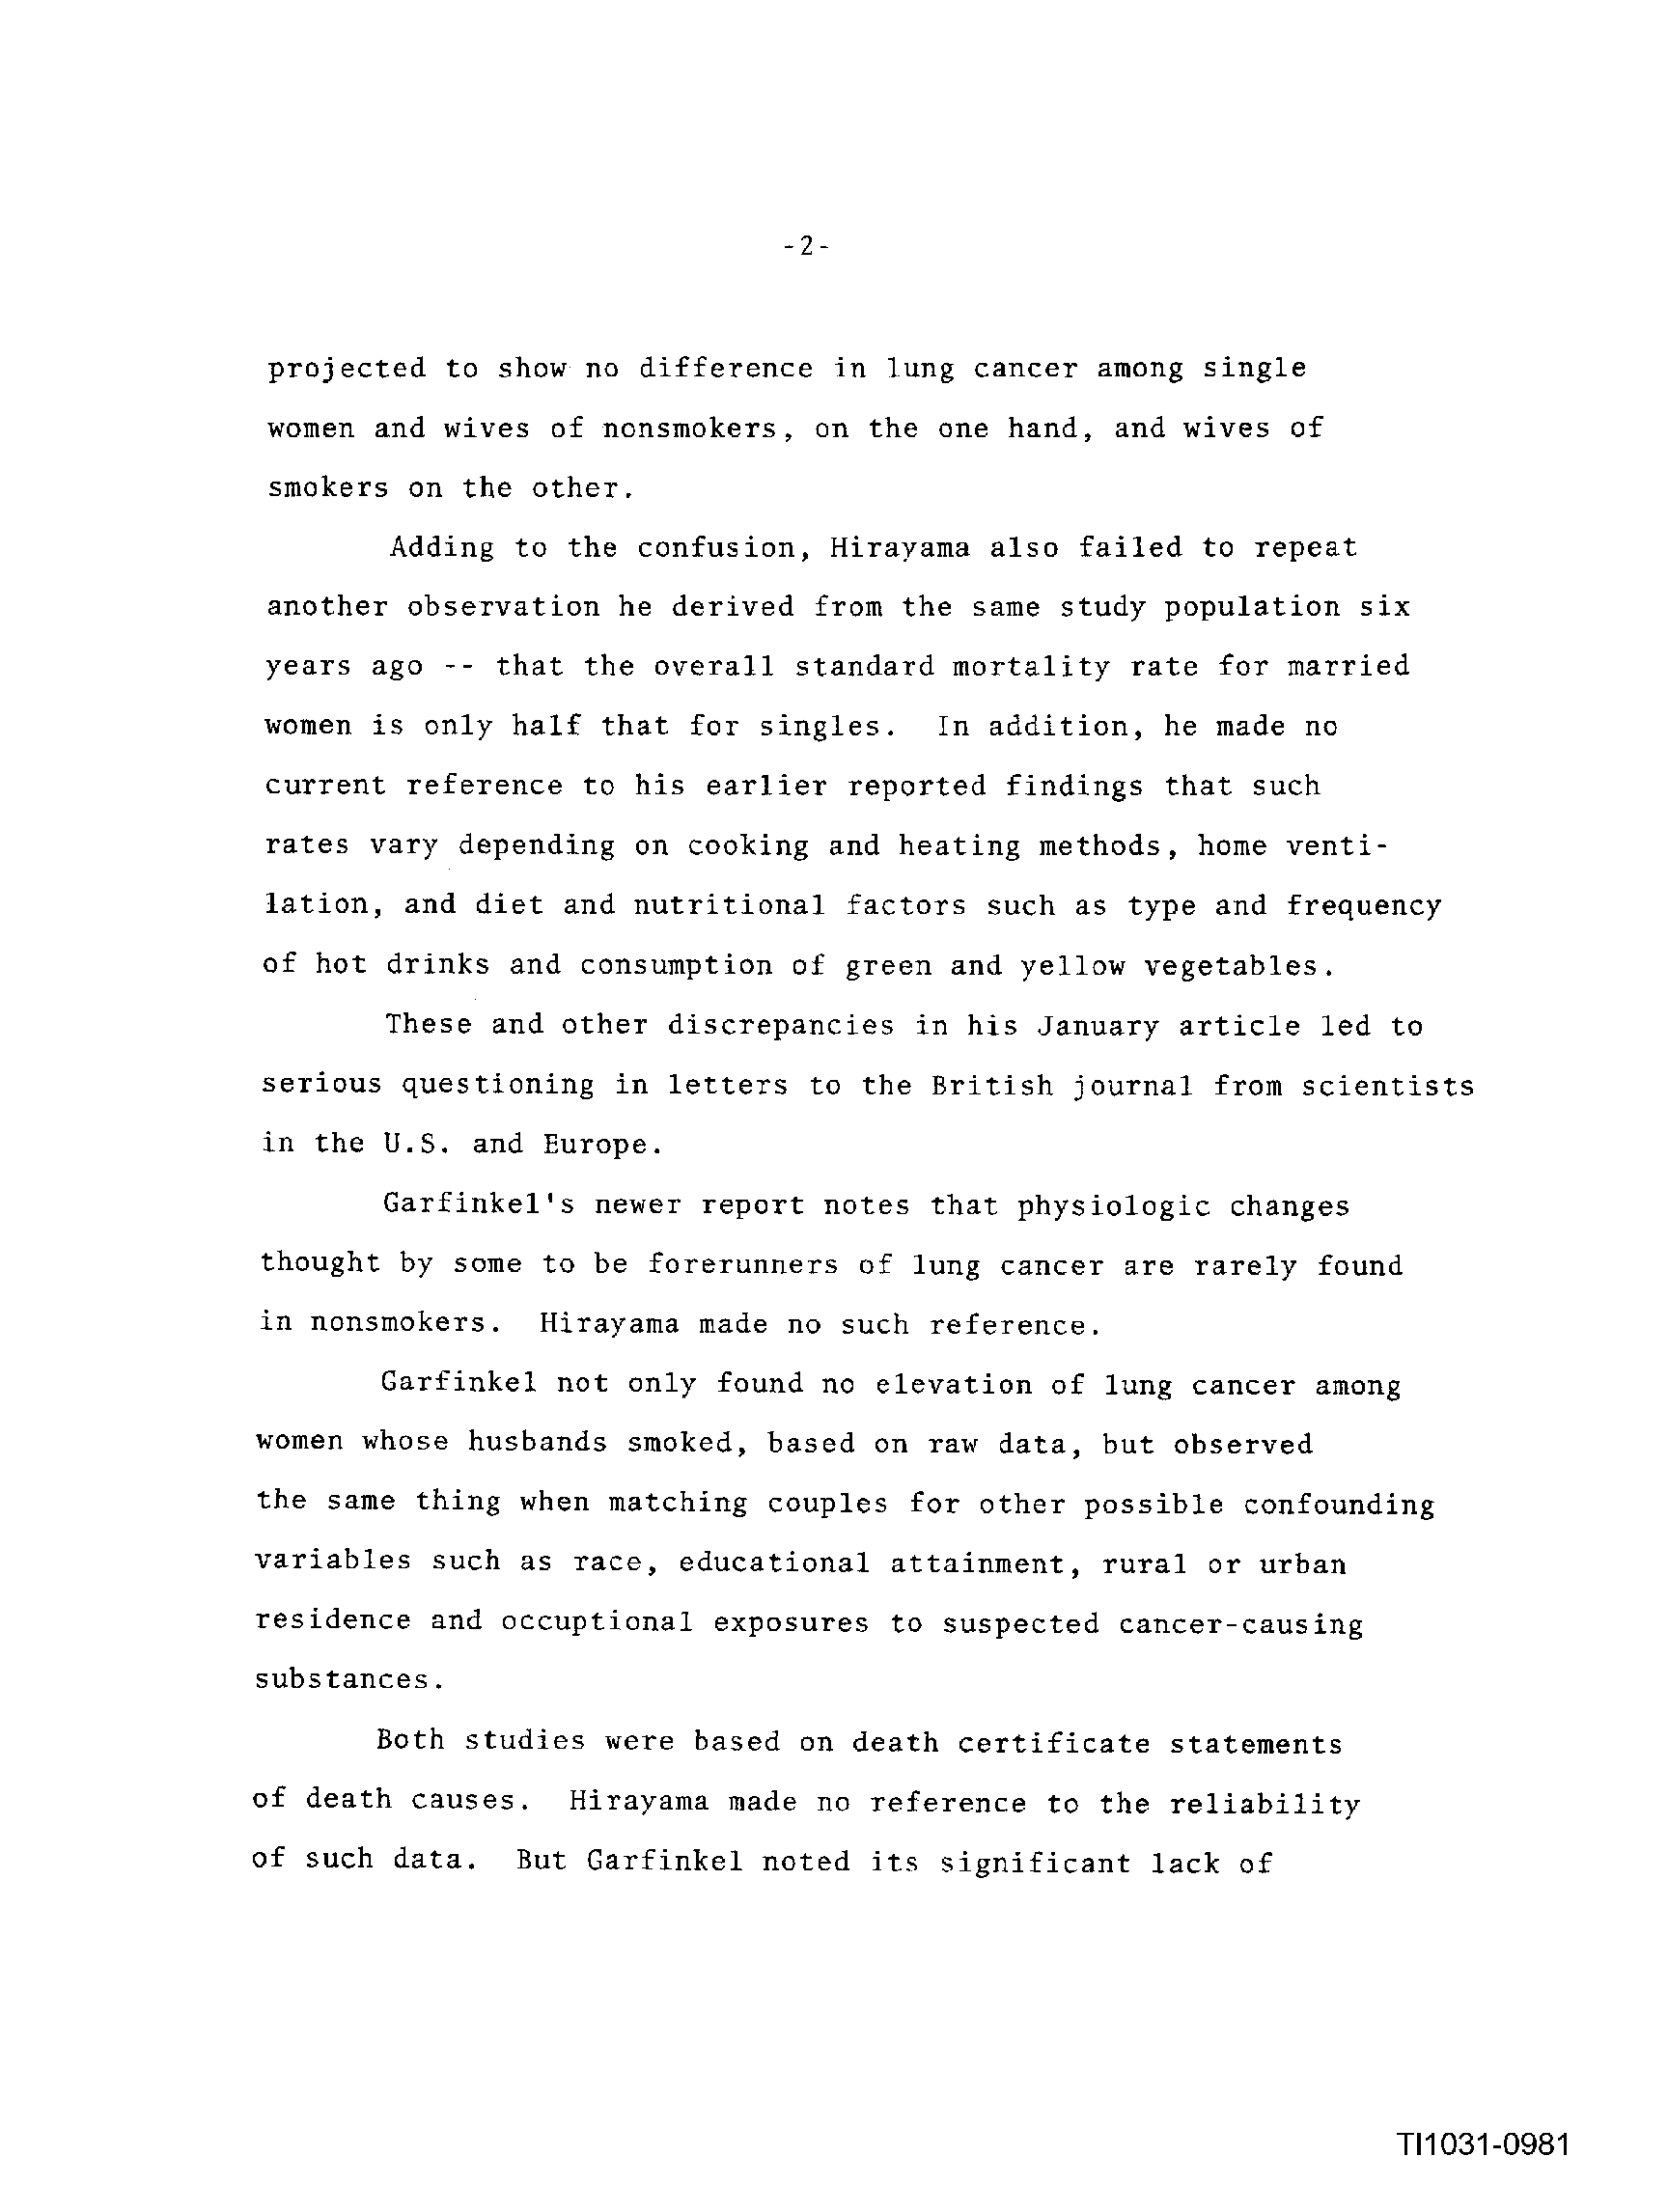 -2-
projected to show no difference in lung cancer among single
women and wives of nonsmokers, on the one hand, and wives of
smokers on the other.
Adding to the confusion, Hirayama also failed to repeat
another observation he derived from the same study population six
years ago -- that the overall standard mortality rate for married
women is only half that for singles. In addition, he made no
current reference to his earlier reported findings that such
rates vary depending on cooking and heating methods, home venti-
lation, and diet and nutritional factors such as type and frequency
of hot drinks and consumption of green and yellow vegetables.
These and other discrepancies in his January article led to
serious questioning in letters to the British journal from scientists
in the U.S. and Europe.
Garfinkel's newer report notes that physiologic changes
thought by some to be forerunners of lung cancer are rarely found
in nonsmokers. Hirayama made no such reference.
Garfinkel not only found no elevation of lung cancer among
women whose husbands smoked, based on raw data, but observed
the same thing when matching couples for other possible confounding
variables such as race, educational attainment, rural or urban
residence and occuptional exposures to suspected cancer-causing
substances.
Both studies were based on death certificate statements
of death causes. Hirayama made no reference to the reliability
of such data. But Garfinkel noted its significant lack of
TI1031-0981